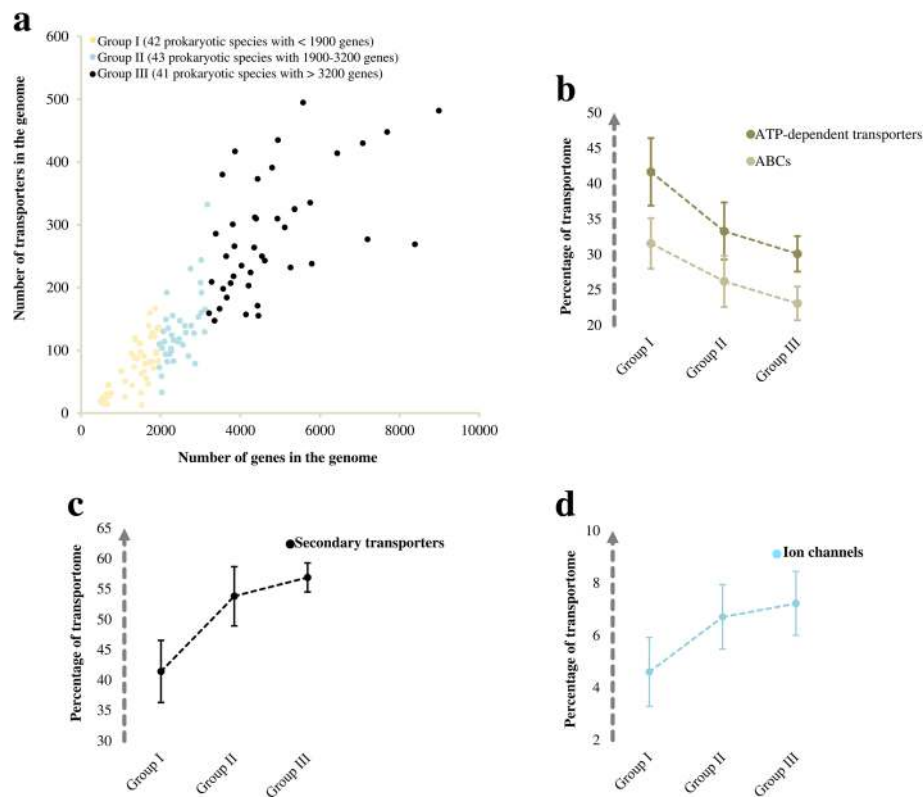 a
600
500
400
300
200
100
0
Number of transporters in the genome
Group I (42 prokaryotic species with < 1900 genes)
Group II (43 prokaryotic species with 1900-3200 genes)
Group III (41 prokaryotic species with > 3200 genes)
0 2000 4000 6000 8000 10000
Number of genes in the genome
b
50
45
40
35
30
25
20
Percentage of transportome
ATP-dependent transporters
ABCs
Group I Group II Group III
c
65
60
55
50
45
40
35
30
Percentage of transportome
Secondary transporters
Group I Group II Group III
d
10
8
6
4
2
Percentage of transportome
Ion channels
Group I Group II Group III